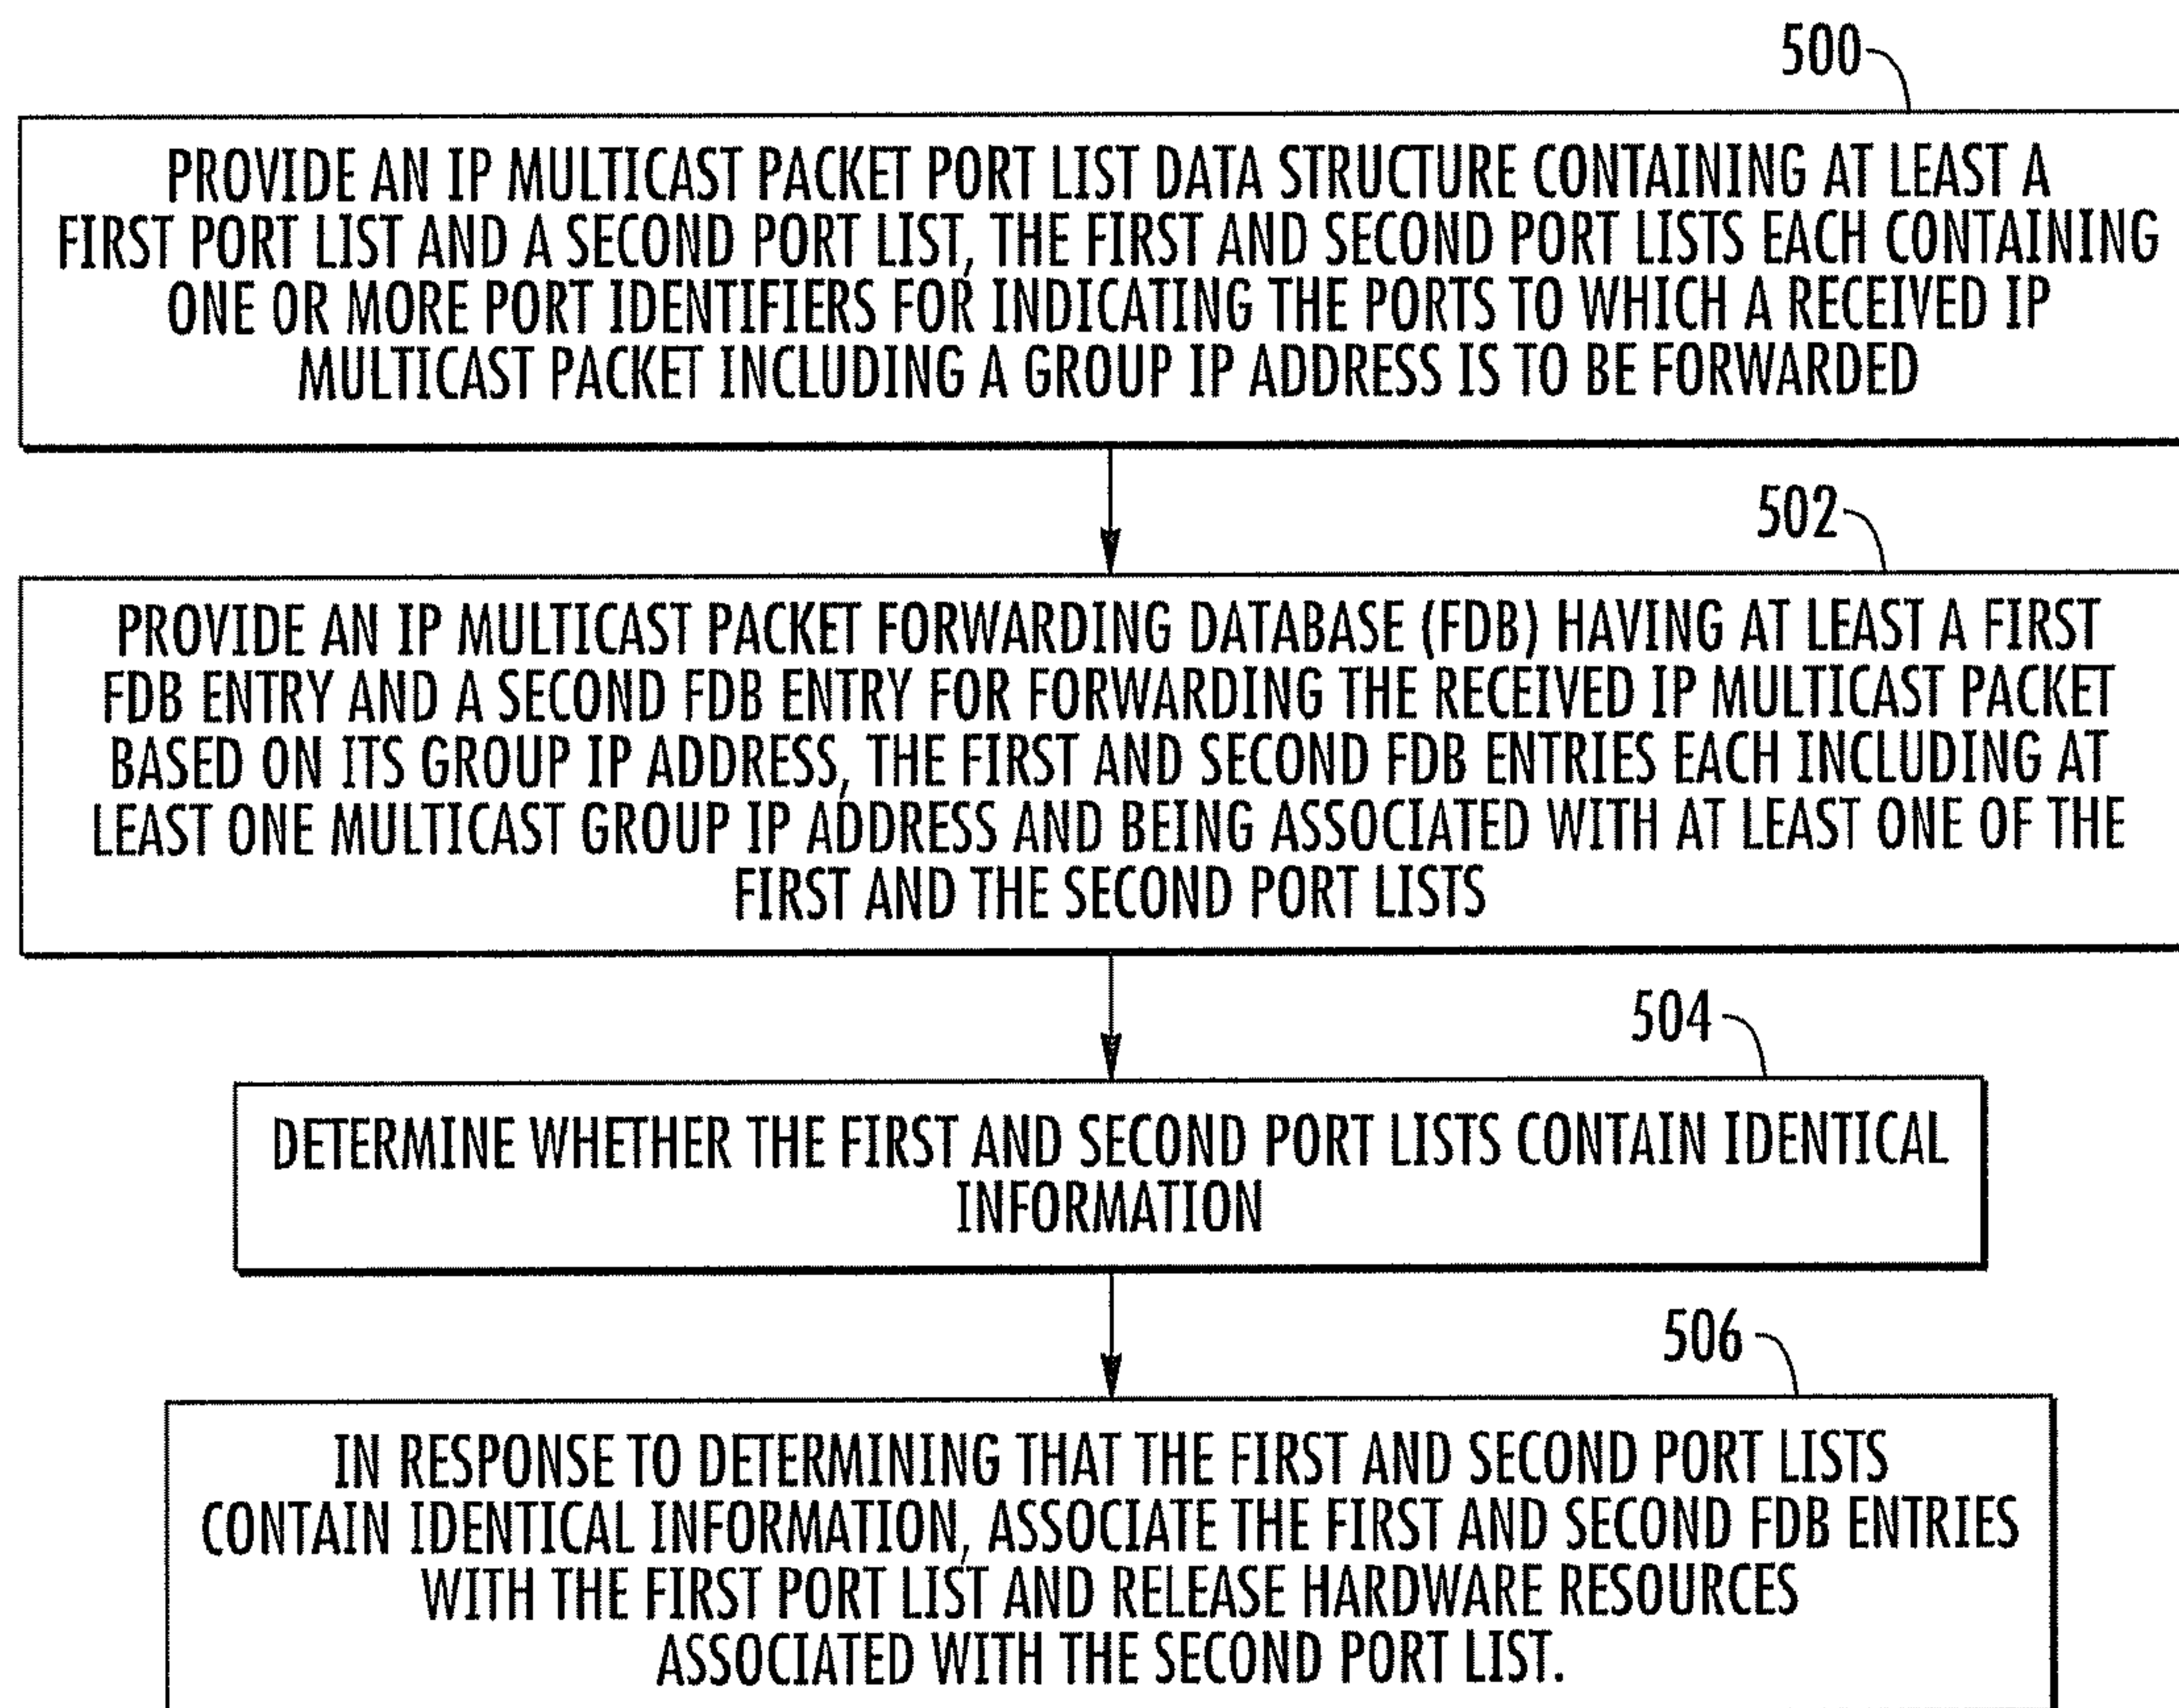 500
PROVIDE AN IP MULTICAST PACKET PORT LIST DATA STRUCTURE CONTAINING AT LEAST A
FIRST PORT LIST AND A SECOND PORT LIST, THE FIRST AND SECOND PORT LISTS EACH CONTAINING
ONE OR MORE PORT IDENTIFIERS FOR INDICATING THE PORTS TO WHICH A RECEIVED IP
MULTICAST PACKET INCLUDING A GROUP IP ADDRESS IS TO BE FORWARDED
502
PROVIDE AN IP MULTICAST PACKET FORWARDING DATABASE (FDB) HAVING AT LEAST A FIRST
FDB ENTRY AND A SECOND FDB ENTRY FOR FORWARDING THE RECEIVED IP MULTICAST PACKET
BASED ON ITS GROUP IP ADDRESS, THE FIRST AND SECOND FDB ENTRIES EACH INCLUDING AT
LEAST ONE MULTICAST GROUP IP ADDRESS AND BEING ASSOCIATED WITH AT LEAST ONE OF THE
FIRST AND THE SECOND PORT LISTS
504
DETERMINE WHETHER THE FIRST AND SECOND PORT LISTS CONTAIN IDENTICAL
INFORMATION
506
IN RESPONSE TO DETERMINING THAT THE FIRST AND SECOND PORT LISTS
CONTAIN IDENTICAL INFORMATION, ASSOCIATE THE FIRST AND SECOND FDB ENTRIES
WITH THE FIRST PORT LIST AND RELEASE HARDWARE RESOURCES
ASSOCIATED WITH THE SECOND PORT LIST.